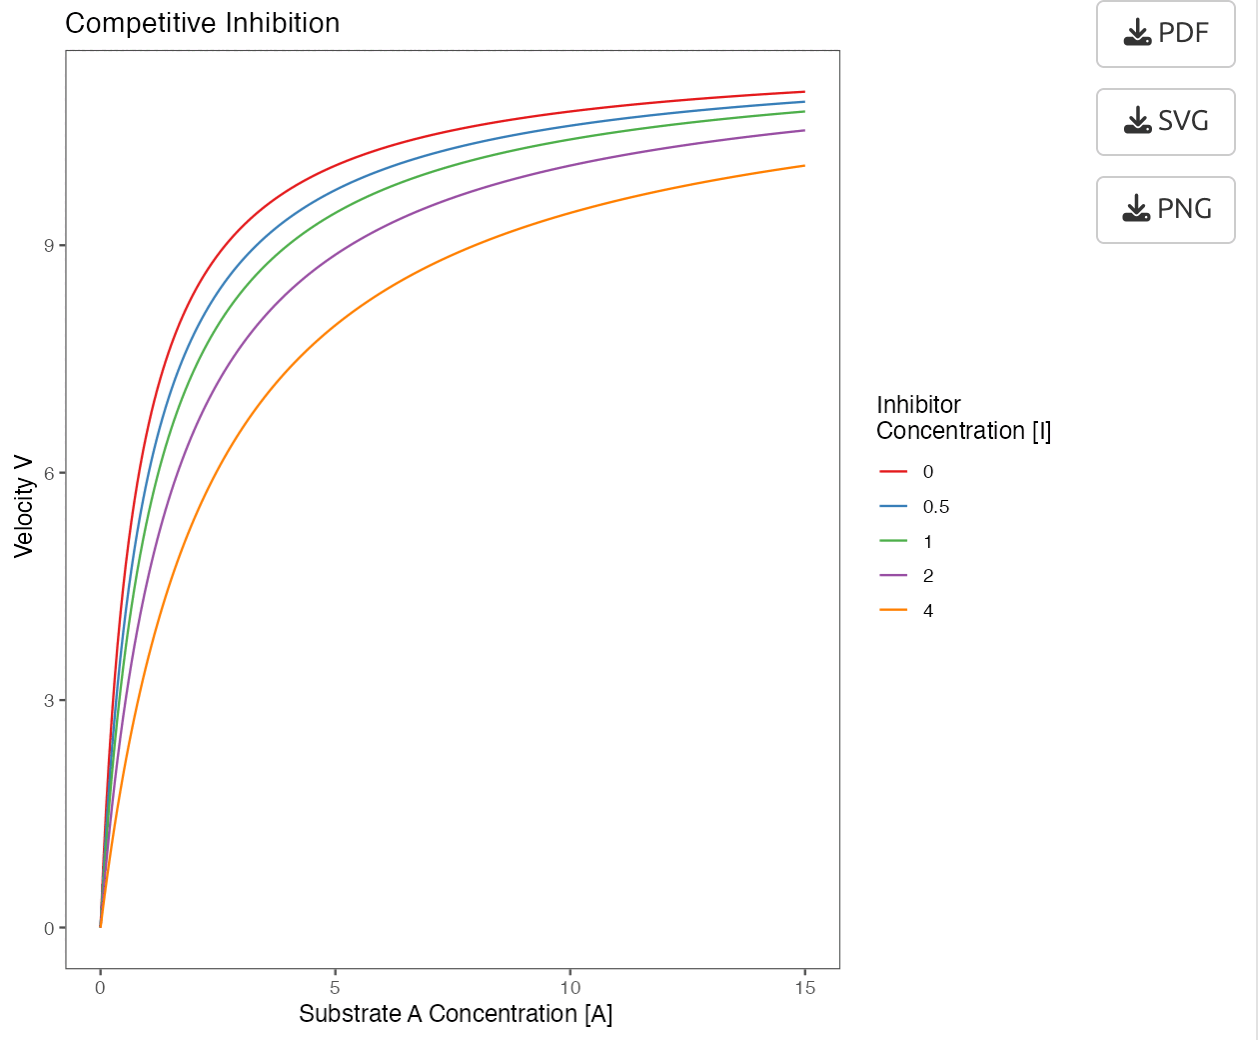 Competitive Inhibition
PDF
SVG
PNG
9
6
3
0
Velocity V
0 5 10 15
Substrate A Concentration [A]
Inhibitor
Concentration [I]
0
0.5
1
2
4